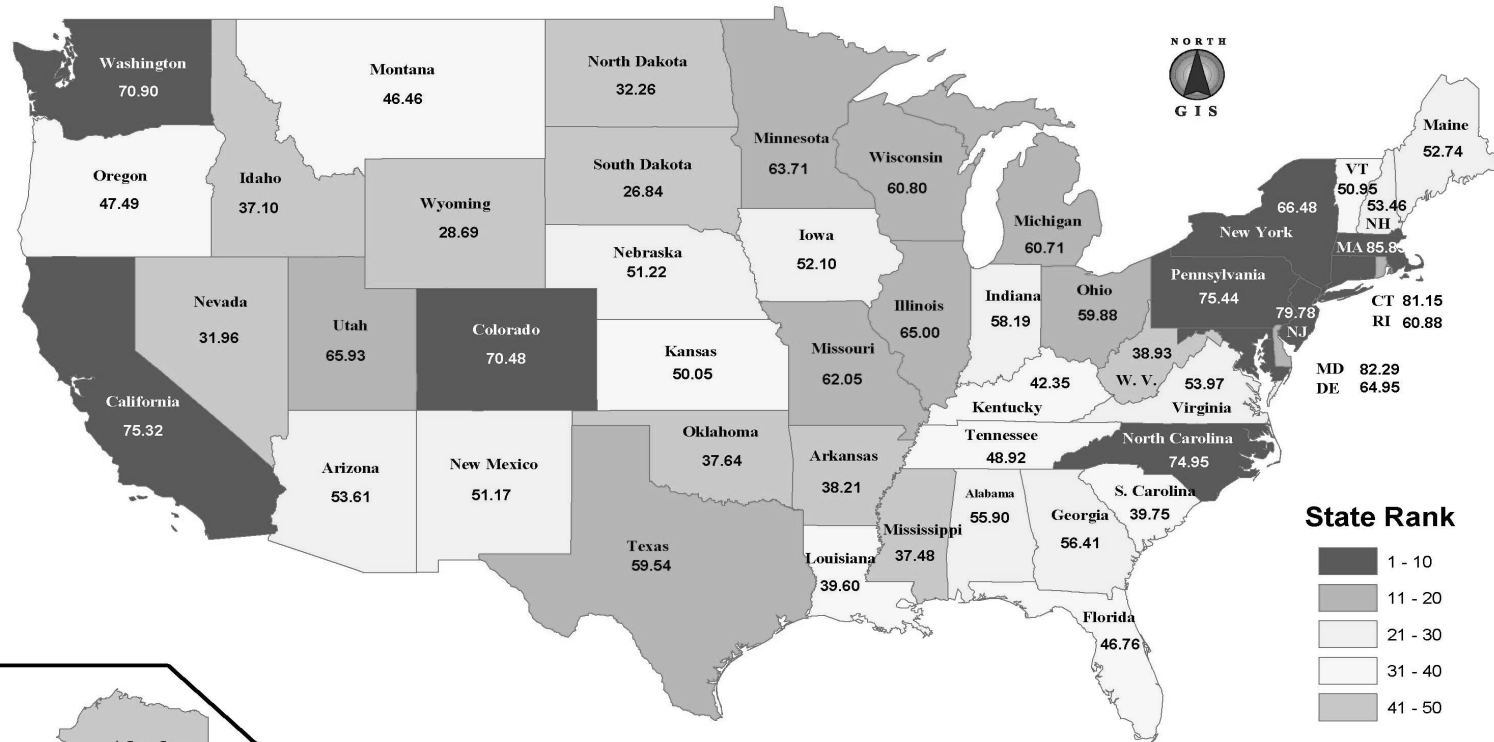 NORTH
GIS
Washington
70.90
Montana
46.46
North Dakota
32.26
Minnesota
63.71
Oregon
47.49
Idaho
37.10
Wyoming
28.69
South Dakota
26.84
Wisconsin
60.80
Michigan
60.71
Maine
52.74
VT
50.95
53.46
NH
66.48
New York
MA 85.83
Nebraska
51.22
Iowa
52.10
Illinois
65.00
Indiana
58.19
Ohio
59.88
Pennsylvania
75.44
79.78
NJ
CT 81.15
RI 60.88
MD 82.29
DE 64.95
Nevada
31.96
Utah
65.93
Colorado
70.48
Kansas
50.05
Missouri
62.05
38.93
W. V.
53.97
Virginia
42.35
Kentucky
California
75.32
Tennessee
48.92
North Carolina
74.95
Arizona
53.61
New Mexico
51.17
Oklahoma
37.64
Arkansas
38.21
S. Carolina
39.75
Texas
59.54
Louisiana
39.60
Mississippi
37.48
Alabama
55.90
Georgia
56.41
Florida
46.76
State Rank
1 - 10
11 - 20
21 - 30
31 - 40
41 - 50